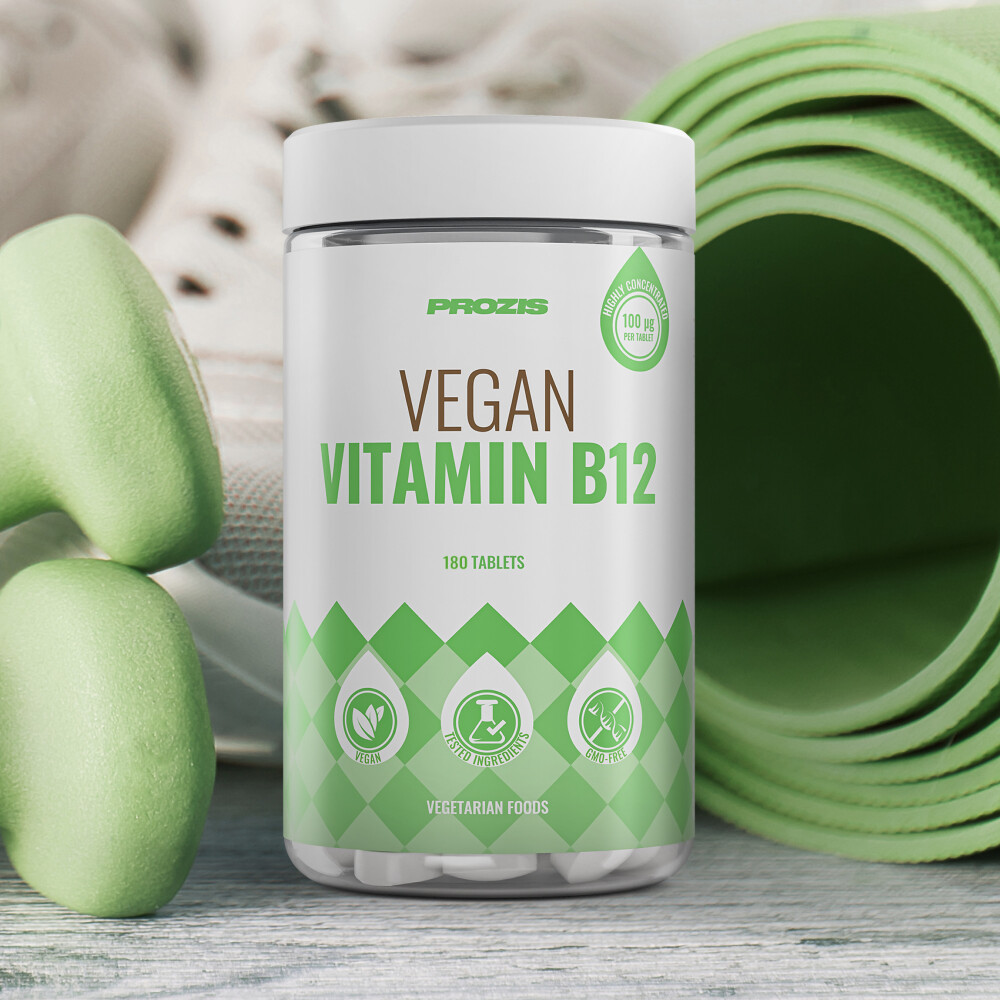 PROZIS
HIGHLY CONCENTRATED
100 µg
PER TABLET
VEGAN
VITAMIN B12
180 TABLETS
VEGAN
TESTED INGREDIENTS
GMO-FREE
VEGETARIAN FOODS